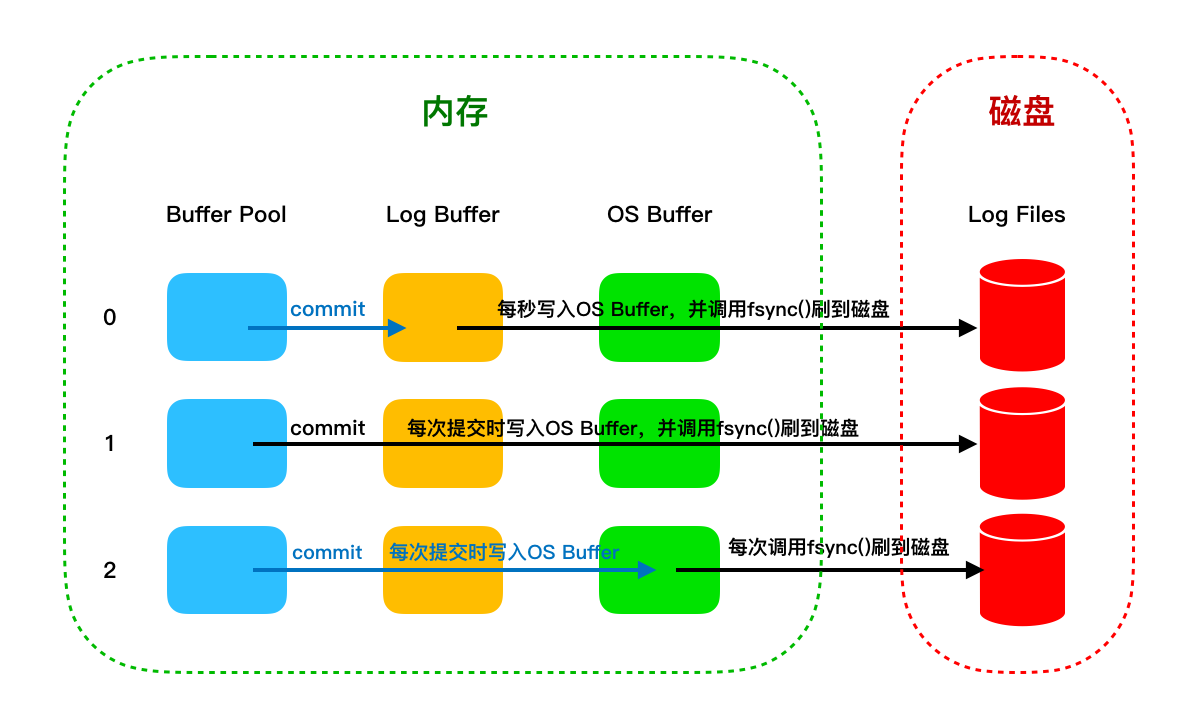 内存
磁盘
Buffer Pool
Log Buffer
OS Buffer
Log Files
0
commit
每秒写入OS Buffer，并调用fsync()刷到磁盘
1
commit
每次提交时写入OS Buffer，并调用fsync()刷到磁盘
2
commit
每次提交时写入OS Buffer
每次调用fsync()刷到磁盘